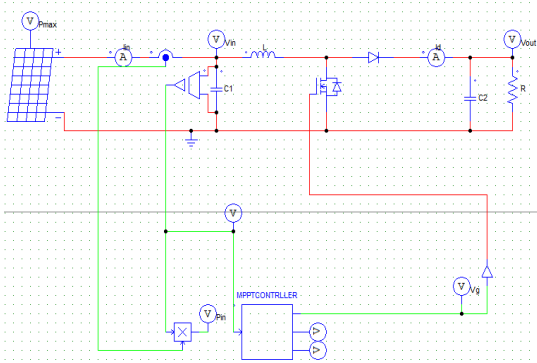 V Pmax
Iin
A
V Vin
L
Id
A
V Vout
C1
C2
R
V
MPPTCONTRLLER
V Pin
V Vg
V
V